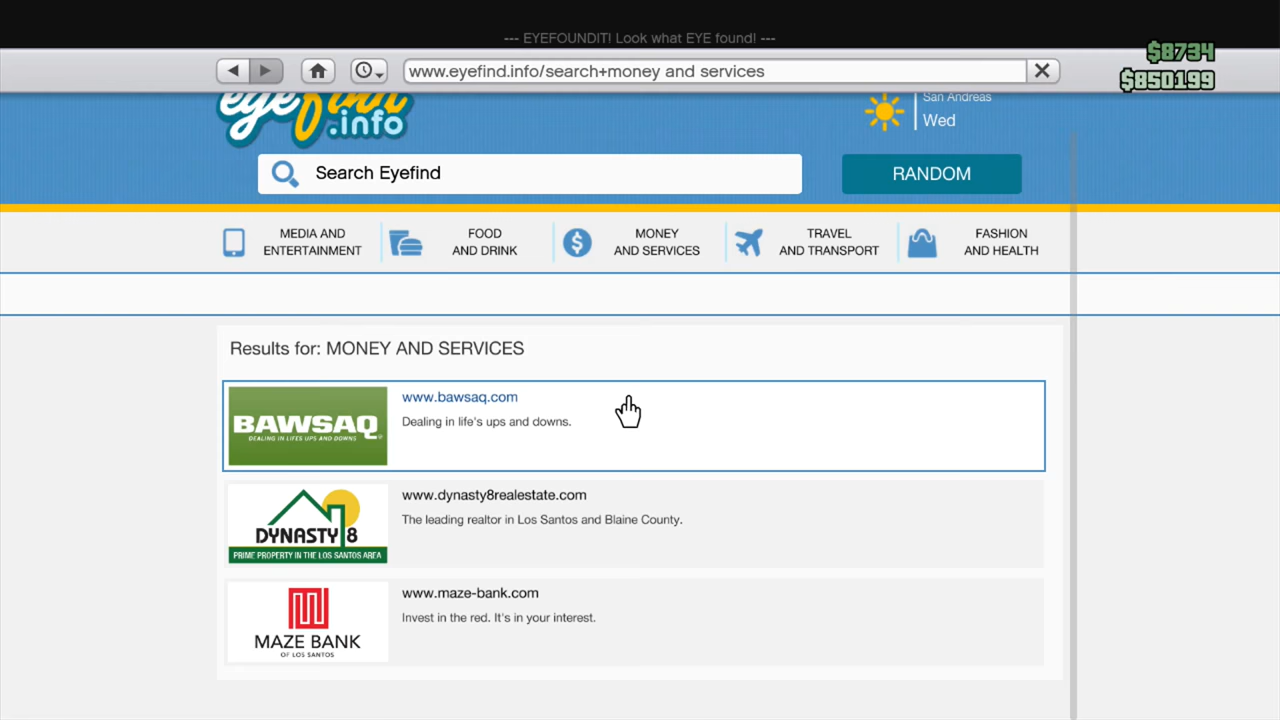 --- EYEFOUNDIT! Look what EYE found! ---
$8734
www.eyefind.info/search+money and services
$850199
eyefind
.info
San Andreas
Wed
Search Eyefind
RANDOM
MEDIA AND
ENTERTAINMENT
FOOD
AND DRINK
MONEY
AND SERVICES
TRAVEL
AND TRANSPORT
FASHION
AND HEALTH
Results for: MONEY AND SERVICES
BAWSAQ
DEALING IN LIFES UPS AND DOWNS
www.bawsaq.com
Dealing in life's ups and downs.
DYNASTY 8
PRIME PROPERTY IN THE LOS SANTOS AREA
www.dynasty8realestate.com
The leading realtor in Los Santos and Blaine County.
MAZE BANK
OF LOS SANTOS
www.maze-bank.com
Invest in the red. It's in your interest.